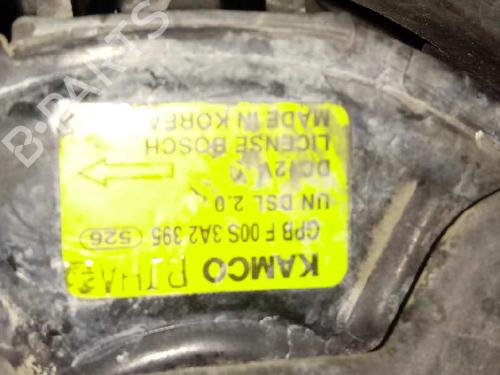 KAMCO
GPB F 00S 3A2 395 526
UN DSL 2.0
DC12V
LICENSE BOSCH
MADE IN KOREA
B-PARTS